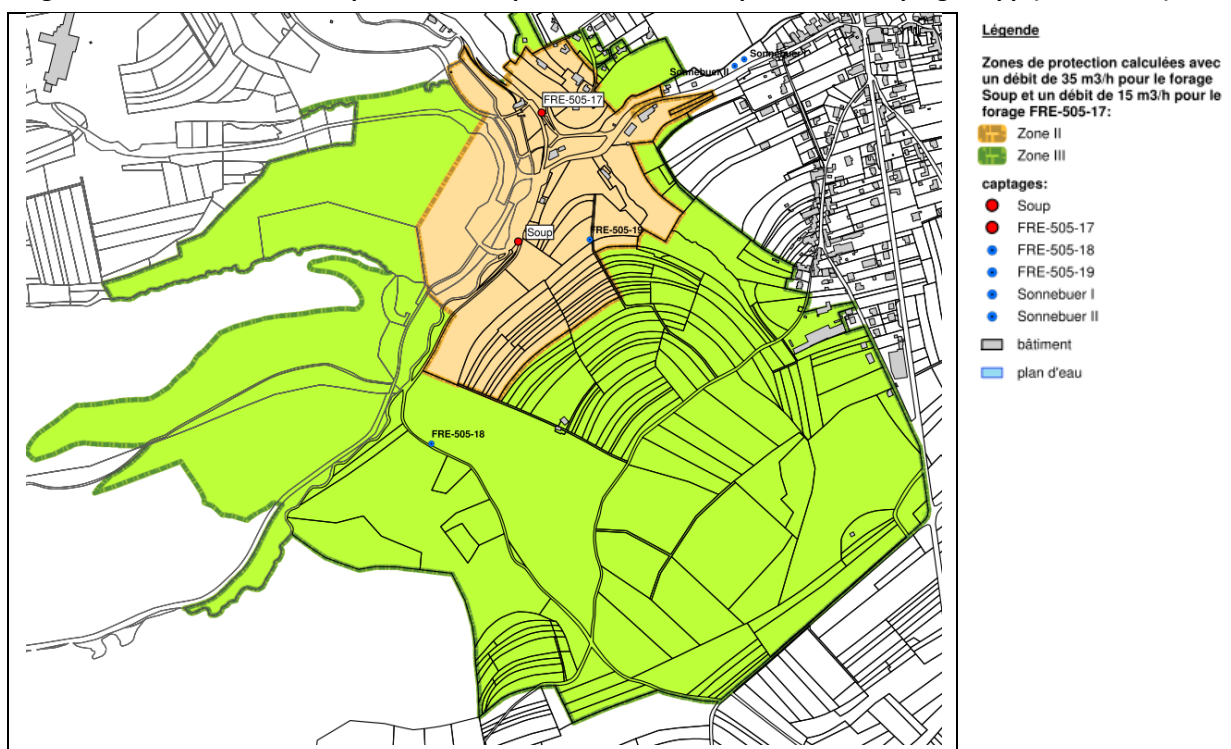 FRE-505-17
Sonnebuer I
Sonnebuer II
Soup
FRE-505-19
FRE-505-18
Légende
Zones de protection calculées avec
un débit de 35 m3/h pour le forage
Soup et un débit de 15 m3/h pour le
forage FRE-505-17:
Zone II
Zone III
captages:
Soup
FRE-505-17
FRE-505-18
FRE-505-19
Sonnebuer I
Sonnebuer II
bâtiment
plan d'eau